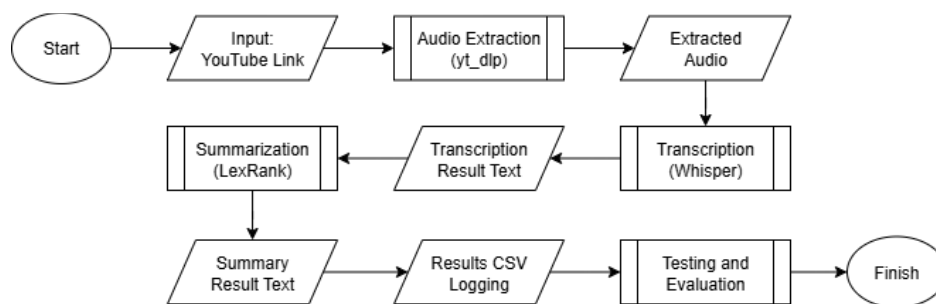 Start
Input:
YouTube Link
Audio Extraction
(yt_dlp)
Extracted
Audio
Transcription
(Whisper)
Transcription
Result Text
Summarization
(LexRank)
Summary
Result Text
Results CSV
Logging
Testing and
Evaluation
Finish